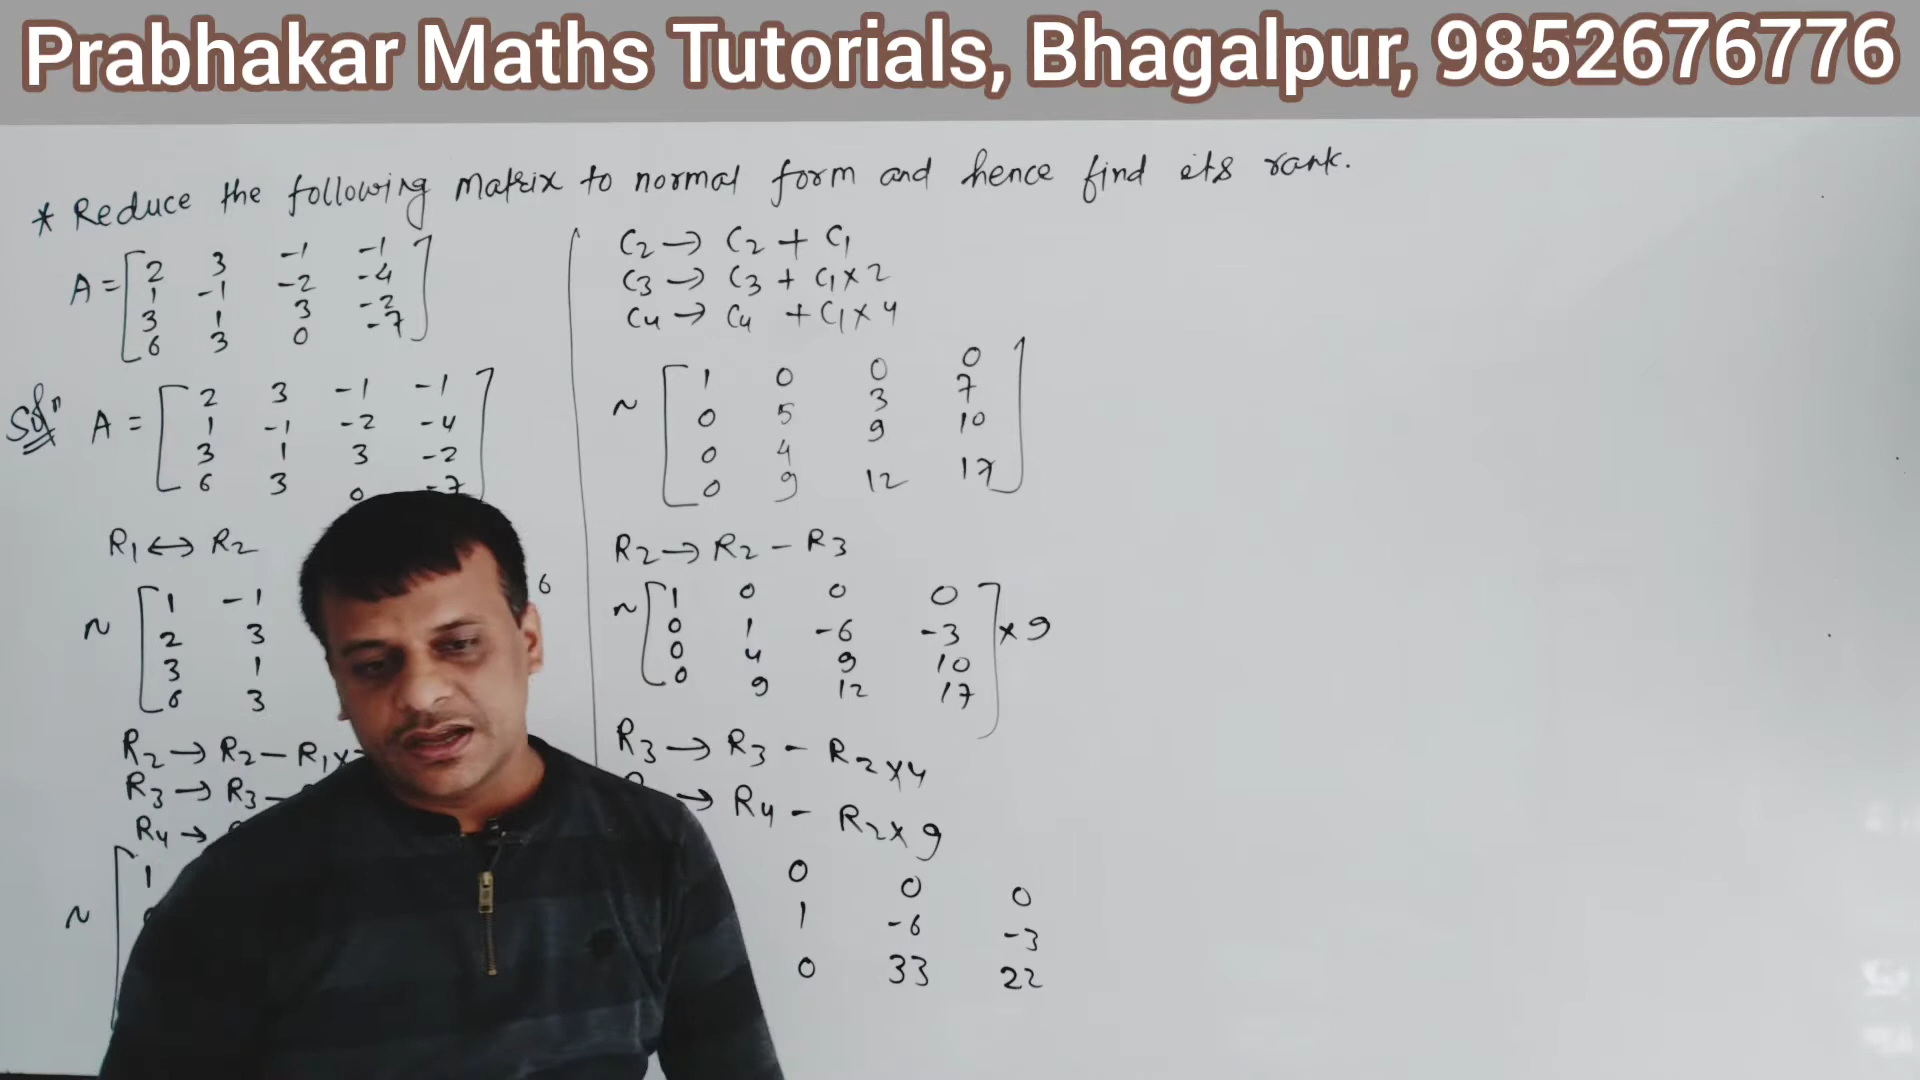 Prabhakar Maths Tutorials, Bhagalpur, 9852676776
* Reduce the following matrix to normal form and hence find its rank.
A = [ 2 3 -1 -1
1 -1 -2 -4
3 1 3 -2
6 3 0 -7 ]
Solⁿ A = [ 2 3 -1 -1
1 -1 -2 -4
3 1 3 -2
6 3 0 -7 ]
R1 ↔ R2
~ [ 1 -1
2 3
3 1
6 3
6
R2 → R2 - R1×
R3 → R3 -
R4 →
~ [ 1
C2 → C2 + C1
C3 → C3 + C1×2
C4 → C4 + C1×4
~ [ 1 0 0 0
0 5 3 7
0 4 9 10
0 9 12 17 ]
R2 → R2 - R3
~ [ 1 0 0 0
0 1 -6 -3
0 4 9 10
0 9 12 17 ] × 9
R3 → R3 - R2×4
→ R4 - R2×9
0 0 0
1 -6 -3
0 33 22